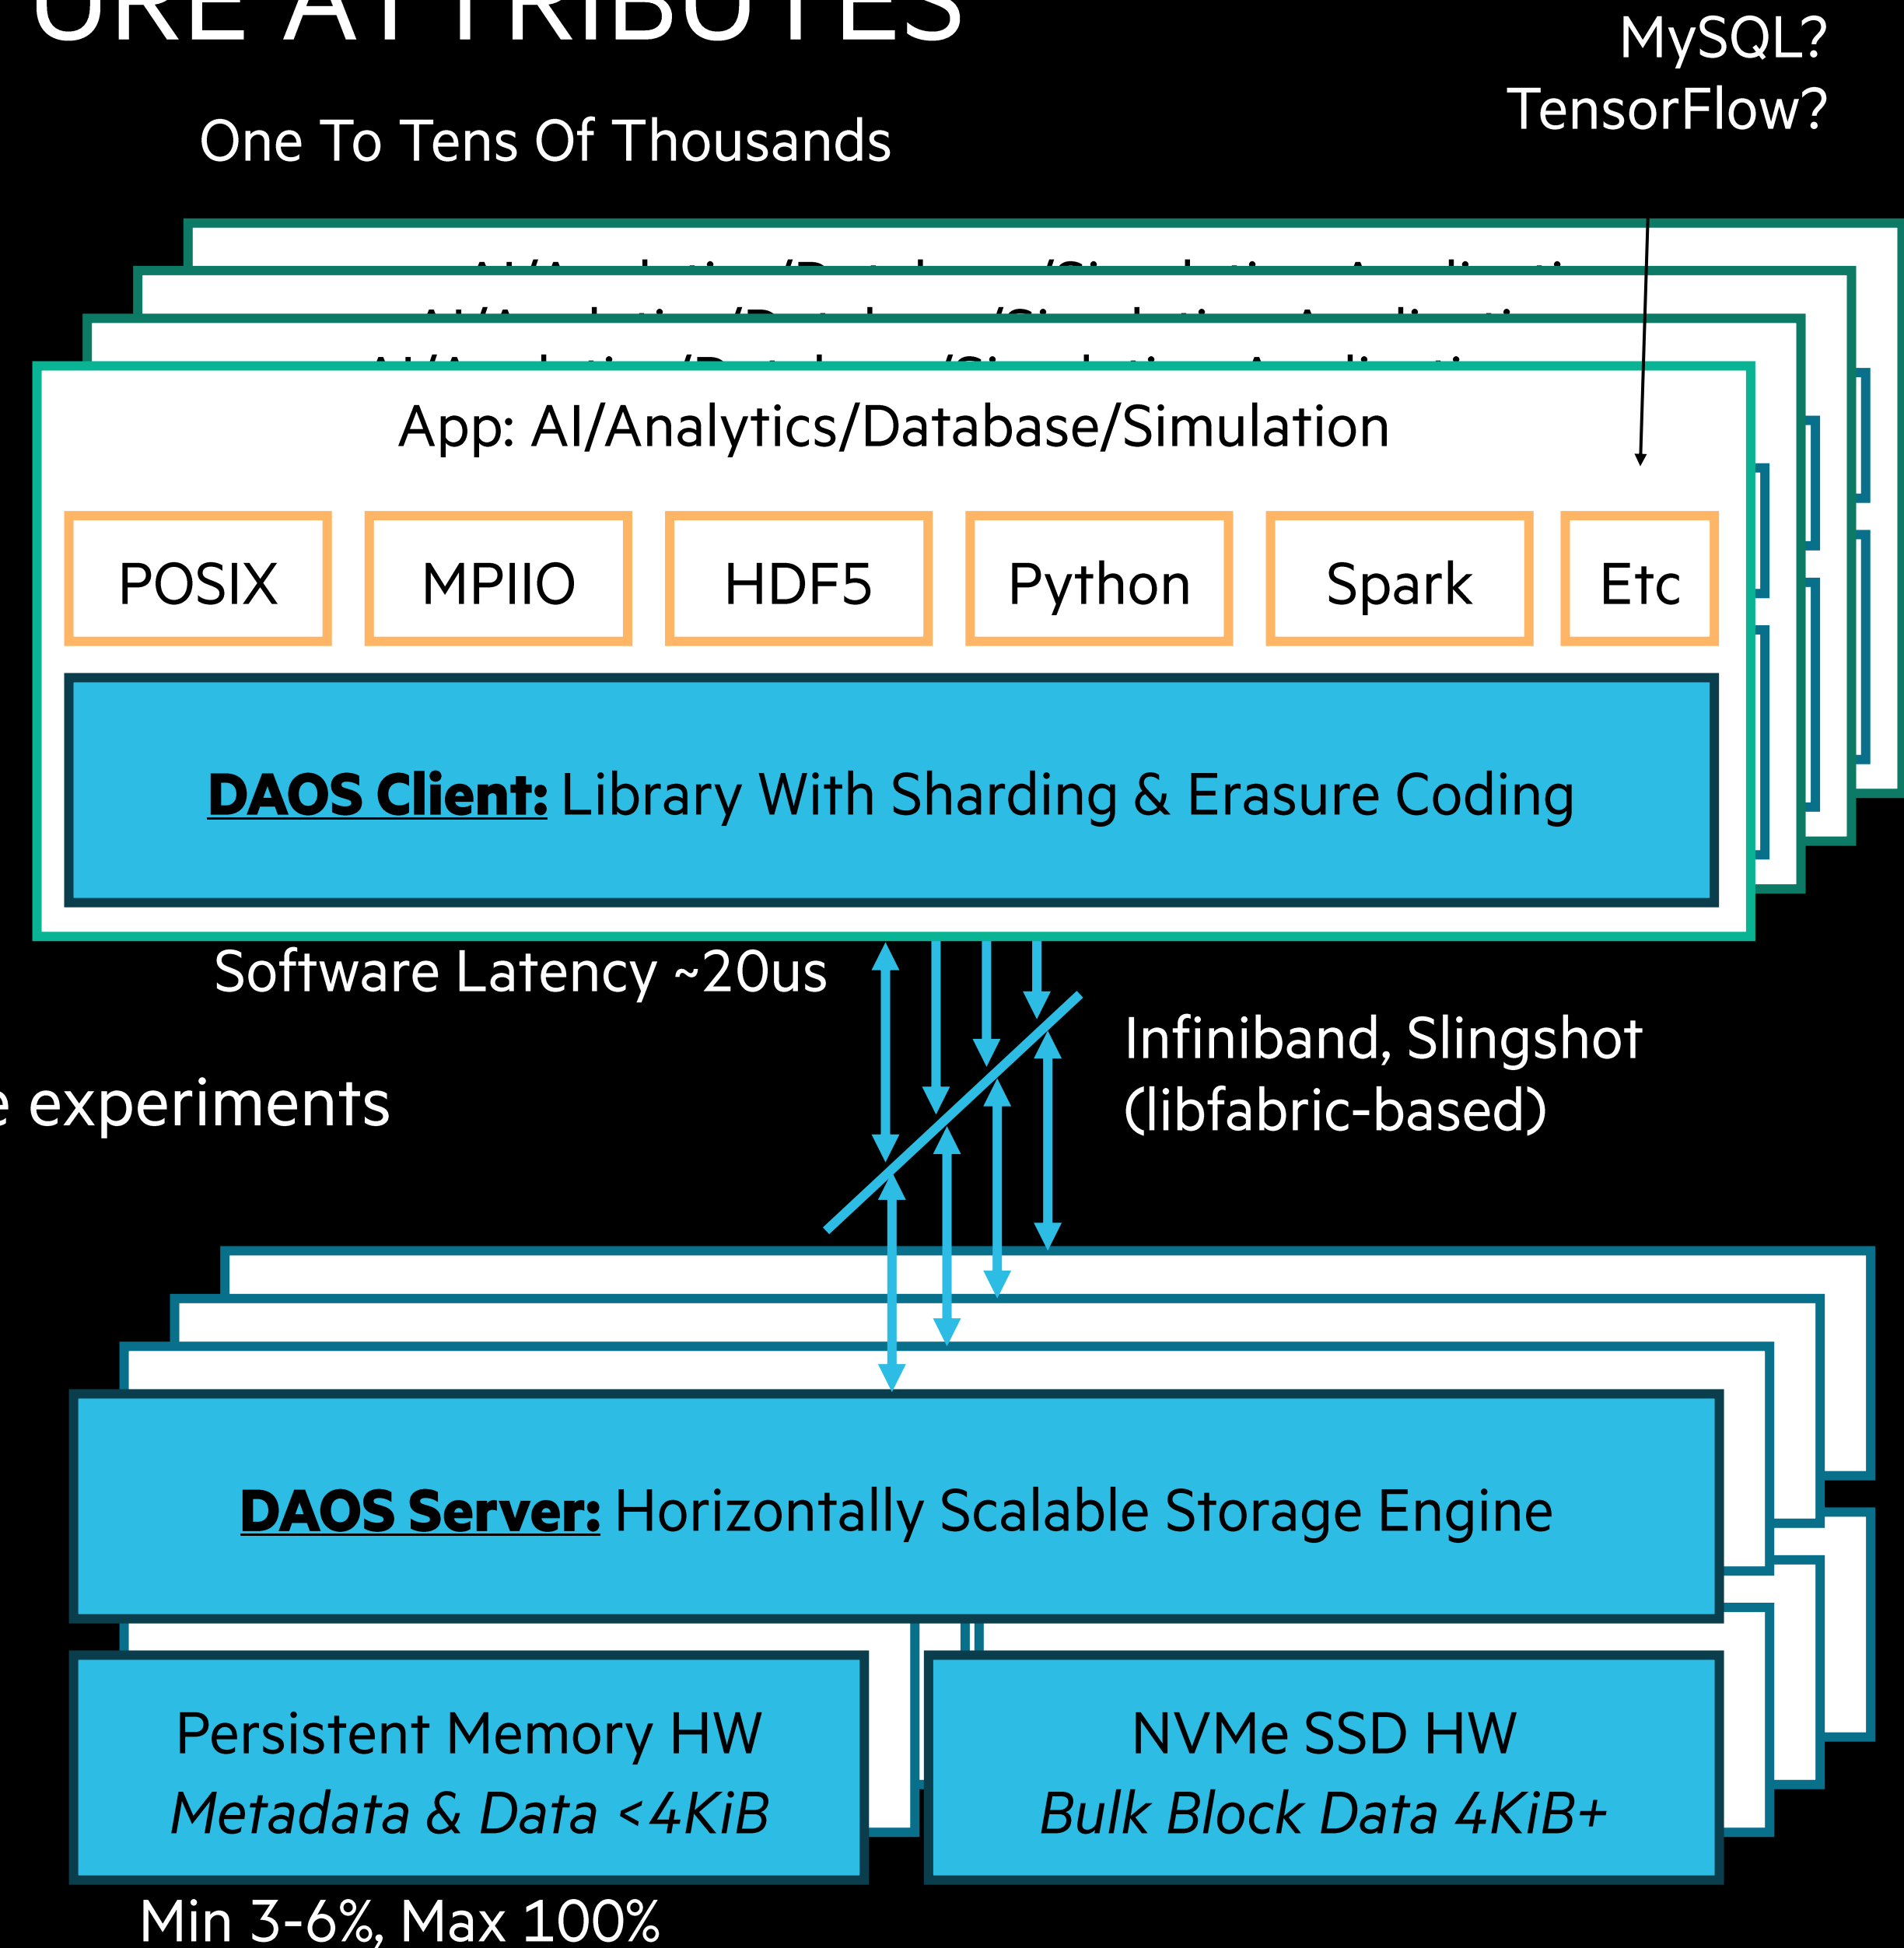 URE ATTRIBUTES
MySQL?
TensorFlow?
One To Tens Of Thousands
App: AI/Analytics/Database/Simulation
POSIX
MPIIO
HDF5
Python
Spark
Etc
DAOS Client: Library With Sharding & Erasure Coding
Software Latency ~20us
Infiniband, Slingshot
(libfabric-based)
e experiments
DAOS Server: Horizontally Scalable Storage Engine
Persistent Memory HW
Metadata & Data <4KiB
NVMe SSD HW
Bulk Block Data 4KiB+
Min 3-6%, Max 100%